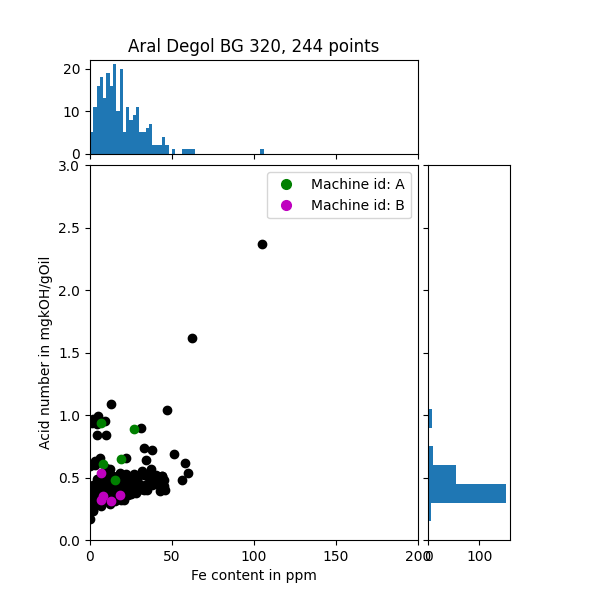 Aral Degol BG 320, 244 points
20
10
0
3.0
2.5
2.0
1.5
1.0
0.5
0.0
Acid number in mgKOH/gOil
Machine id: A
Machine id: B
0 50 100 150 200
Fe content in ppm
0 100